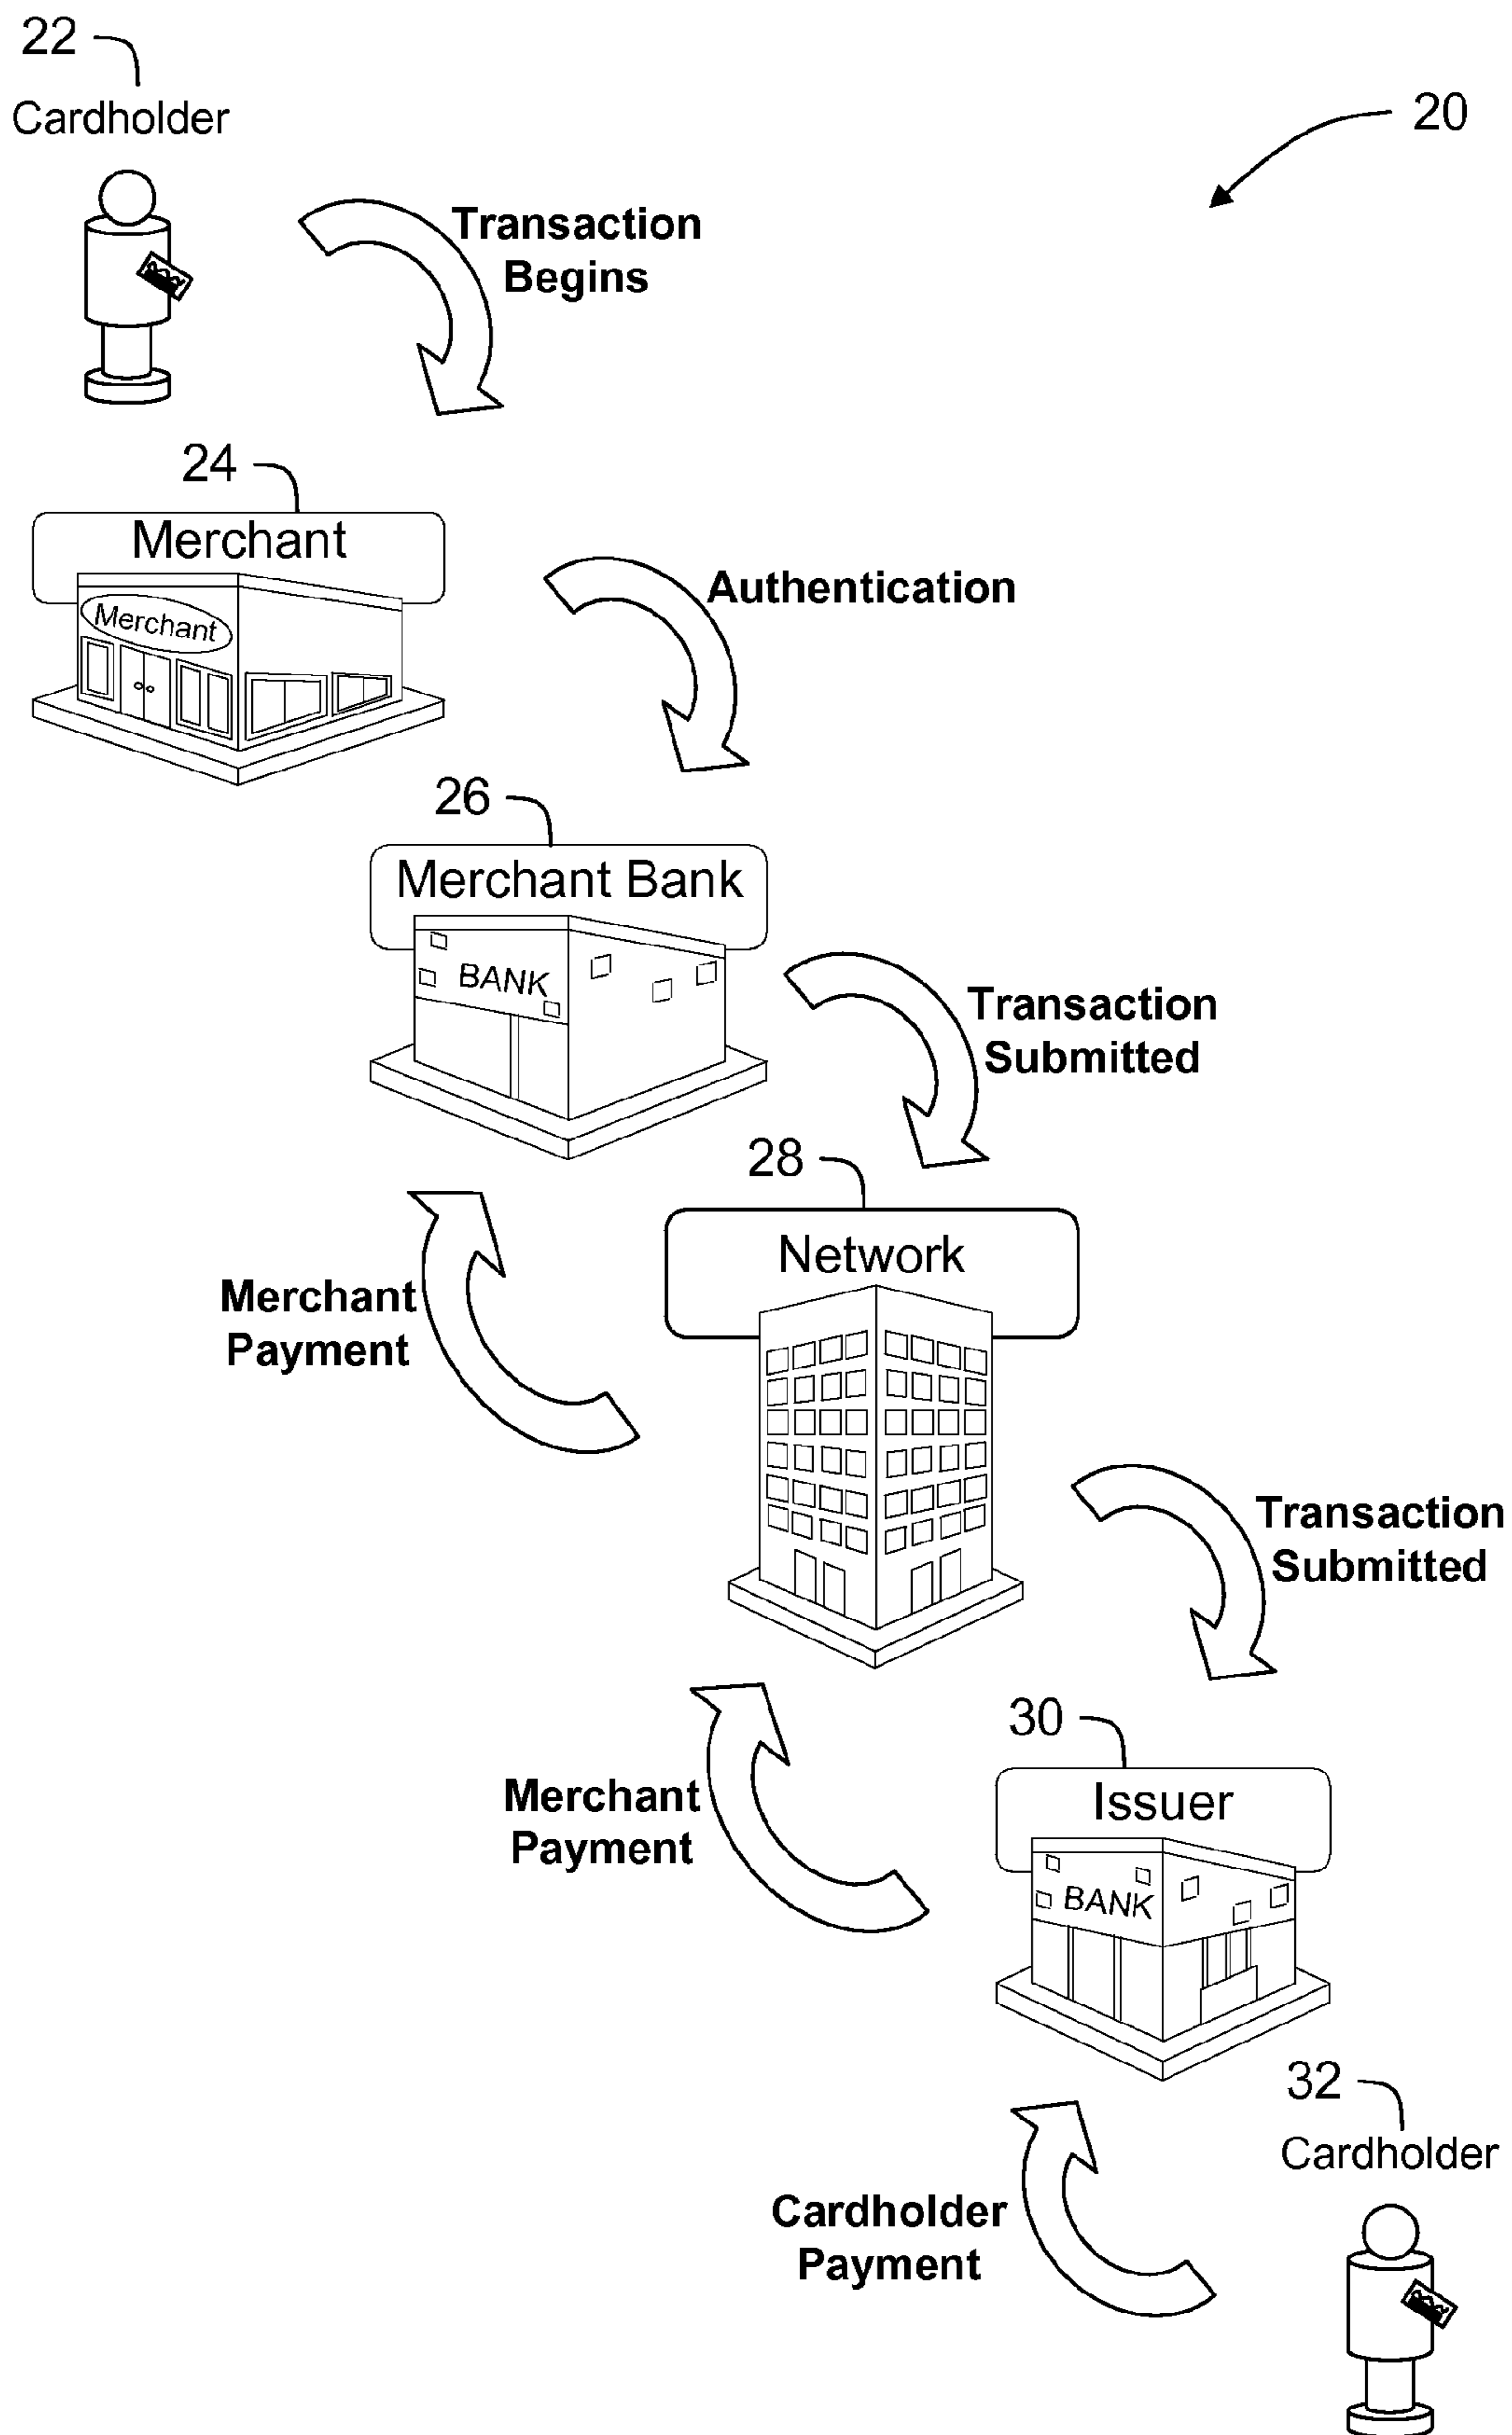 22
Cardholder
20
Transaction
Begins
24
Merchant
Merchant
Authentication
26
Merchant Bank
BANK
Transaction
Submitted
28
Network
Merchant
Payment
Transaction
Submitted
30
Issuer
BANK
Merchant
Payment
32
Cardholder
Cardholder
Payment